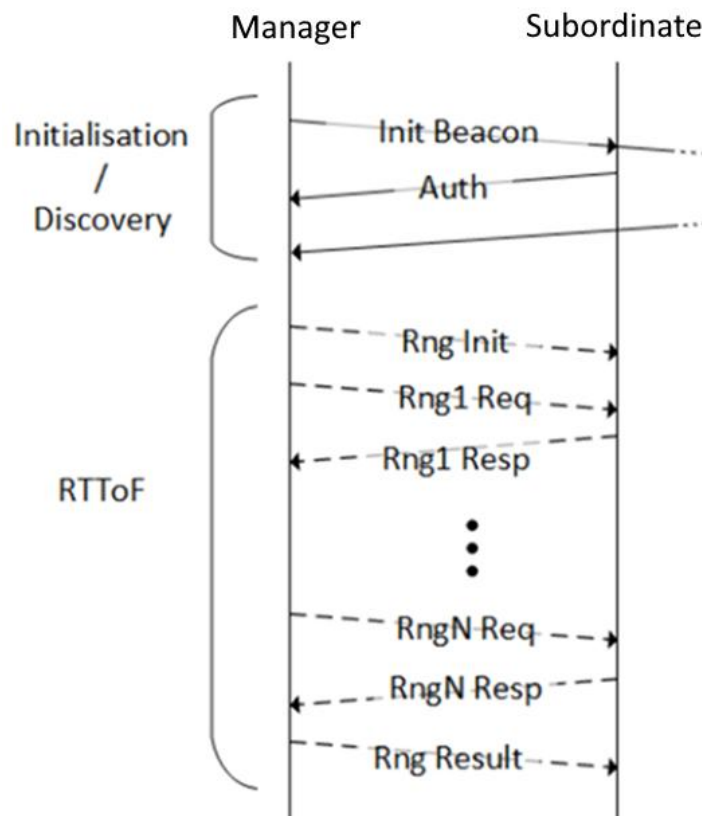 Manager
Subordinate
Initialisation
/
Discovery
Init Beacon
Auth
RTToF
Rng Init
Rng1 Req
Rng1 Resp
RngN Req
RngN Resp
Rng Result